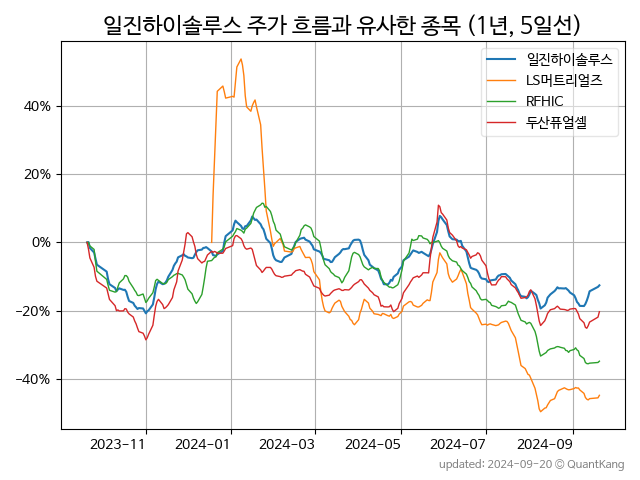 일진하이솔루스 주가 흐름과 유사한 종목 (1년, 5일선)
일진하이솔루스
LS머트리얼즈
RFHIC
두산퓨얼셀
40%
20%
0%
−20%
−40%
2023-11
2024-01
2024-03
2024-05
2024-07
2024-09
updated: 2024-09-20 © QuantKang